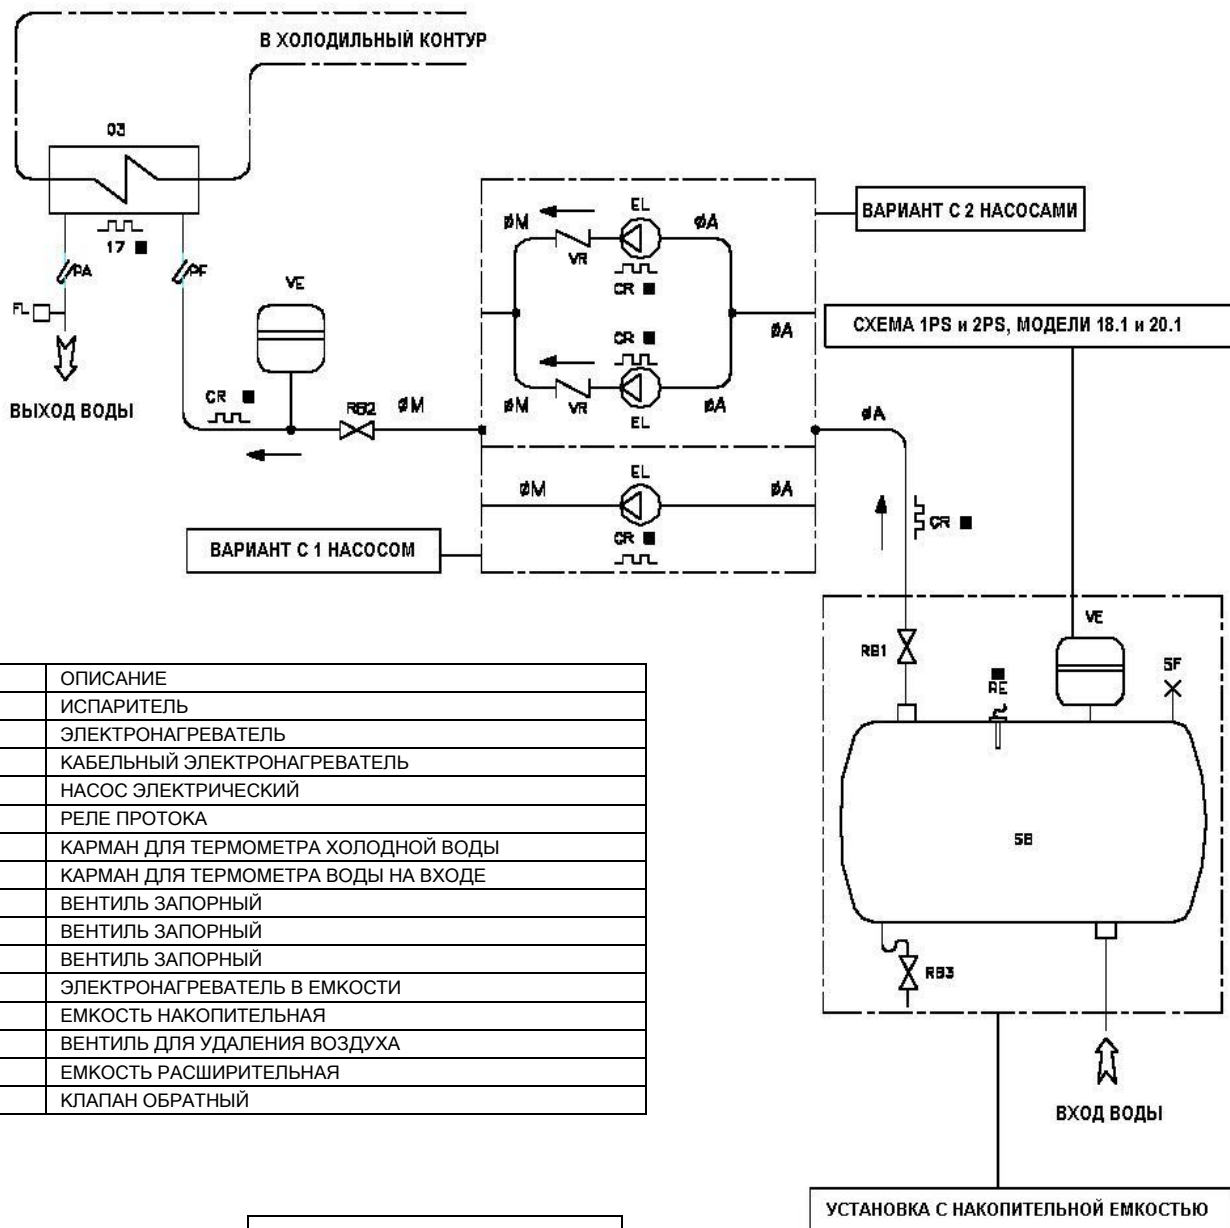 В ХОЛОДИЛЬНЫЙ КОНТУР
03
17
PA
PF
FL
ВЫХОД ВОДЫ
VE
CR
RB2
ØM
ØM
EL
ØA
VR
CR
CR
ØA
ØM
VR
ØA
EL
EL
ØM
ØA
CR
ВАРИАНТ С 2 НАСОСАМИ
СХЕМА 1PS и 2PS, МОДЕЛИ 18.1 и 20.1
ØA
CR
ВАРИАНТ С 1 НАСОСОМ
RB1
RE
VE
SF
SB
RB3
ВХОД ВОДЫ
УСТАНОВКА С НАКОПИТЕЛЬНОЙ ЕМКОСТЬЮ
ОПИСАНИЕ
ИСПАРИТЕЛЬ
ЭЛЕКТРОНАГРЕВАТЕЛЬ
КАБЕЛЬНЫЙ ЭЛЕКТРОНАГРЕВАТЕЛЬ
НАСОС ЭЛЕКТРИЧЕСКИЙ
РЕЛЕ ПРОТОКА
КАРМАН ДЛЯ ТЕРМОМЕТРА ХОЛОДНОЙ ВОДЫ
КАРМАН ДЛЯ ТЕРМОМЕТРА ВОДЫ НА ВХОДЕ
ВЕНТИЛЬ ЗАПОРНЫЙ
ВЕНТИЛЬ ЗАПОРНЫЙ
ВЕНТИЛЬ ЗАПОРНЫЙ
ЭЛЕКТРОНАГРЕВАТЕЛЬ В ЕМКОСТИ
ЕМКОСТЬ НАКОПИТЕЛЬНАЯ
ВЕНТИЛЬ ДЛЯ УДАЛЕНИЯ ВОЗДУХА
ЕМКОСТЬ РАСШИРИТЕЛЬНАЯ
КЛАПАН ОБРАТНЫЙ